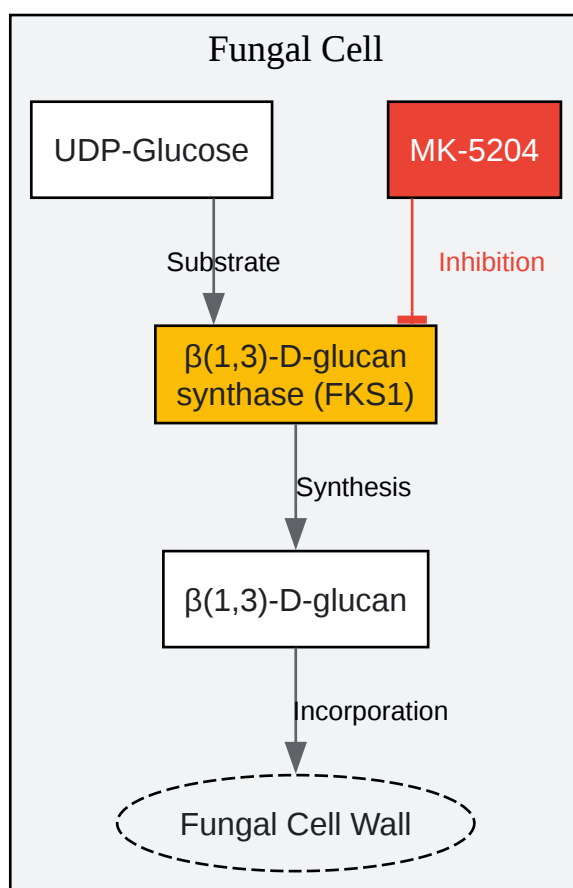 Fungal Cell
UDP-Glucose
MK-5204
Substrate
Inhibition
β(1,3)-D-glucan
synthase (FKS1)
Synthesis
β(1,3)-D-glucan
Incorporation
Fungal Cell Wall